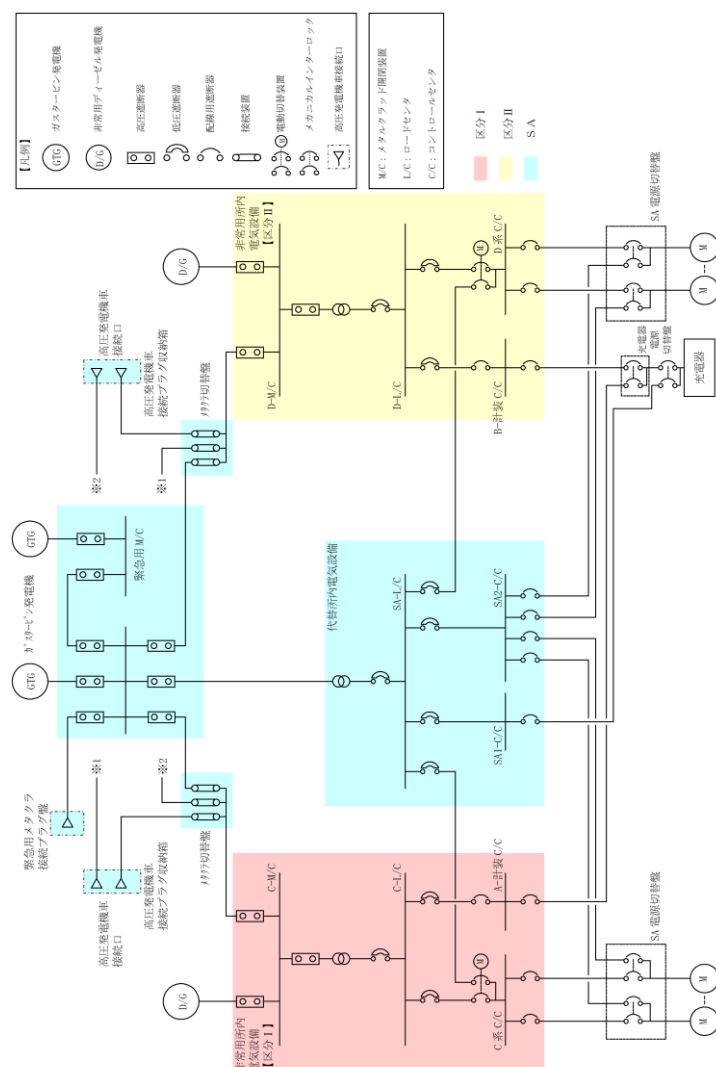 【凡例】
GTG
ガスタービン発電機
D/G
非常用ディーゼル発電機
高圧遮断器
低圧遮断器
配線用遮断器
接続装置
M
電動切替装置
メカニカルインターロック
高圧発電機車接続口
M/C：メタルクラッド開閉装置
L/C：ロードセンタ
C/C：コントロールセンタ
区分Ⅰ
区分Ⅱ
ＳＡ
緊急用メタクラ
接続プラグ盤
GTG
ｶﾞｽﾀｰﾋﾞﾝ発電機
GTG
緊急用 M/C
高圧発電機車
接続口
※1
高圧発電機車
接続プラグ収納箱
※2
ﾒﾀｸﾗ切替盤
※2
高圧発電機車
接続口
高圧発電機車
接続プラグ収納箱
※1
ﾒﾀｸﾗ切替盤
D/G
非常用所内
電気設備
【区分Ⅰ】
C-M/C
C-L/C
M
C 系 C/C
A-計装 C/C
代替所内電気設備
SA-L/C
SA1-C/C
SA2-C/C
D/G
非常用所内
電気設備
【区分Ⅱ】
D-M/C
D-L/C
M
B-計装 C/C
D 系 C/C
SA 電源切替盤
M
M
充電器
電源
切替盤
充電器
SA 電源切替盤
M
M